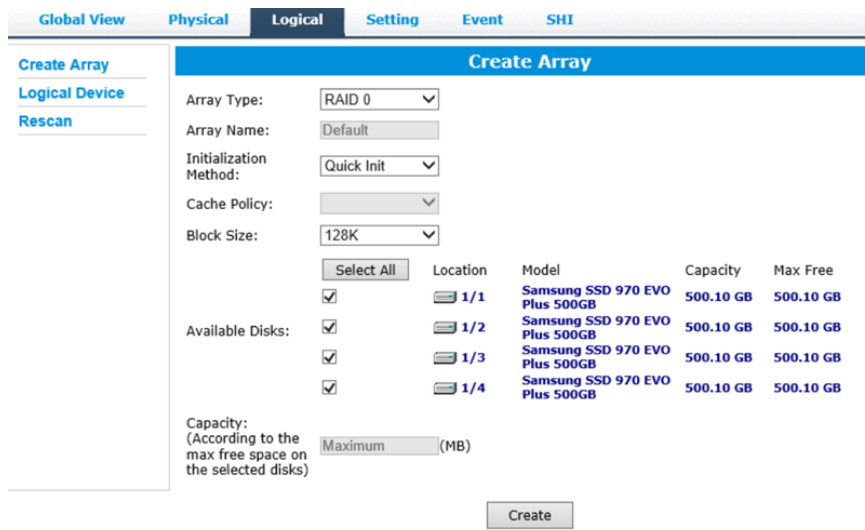 Global View Physical Logical Setting Event SHI
Create Array
Logical Device
Rescan
Create Array
Array Type: RAID 0
Array Name: Default
Initialization
Method: Quick Init
Cache Policy:
Block Size: 128K
Select All Location Model Capacity Max Free
1/1 Samsung SSD 970 EVO
Plus 500GB 500.10 GB 500.10 GB
Available Disks:
1/2 Samsung SSD 970 EVO
Plus 500GB 500.10 GB 500.10 GB
1/3 Samsung SSD 970 EVO
Plus 500GB 500.10 GB 500.10 GB
1/4 Samsung SSD 970 EVO
Plus 500GB 500.10 GB 500.10 GB
Capacity:
(According to the
max free space on
the selected disks) Maximum (MB)
Create